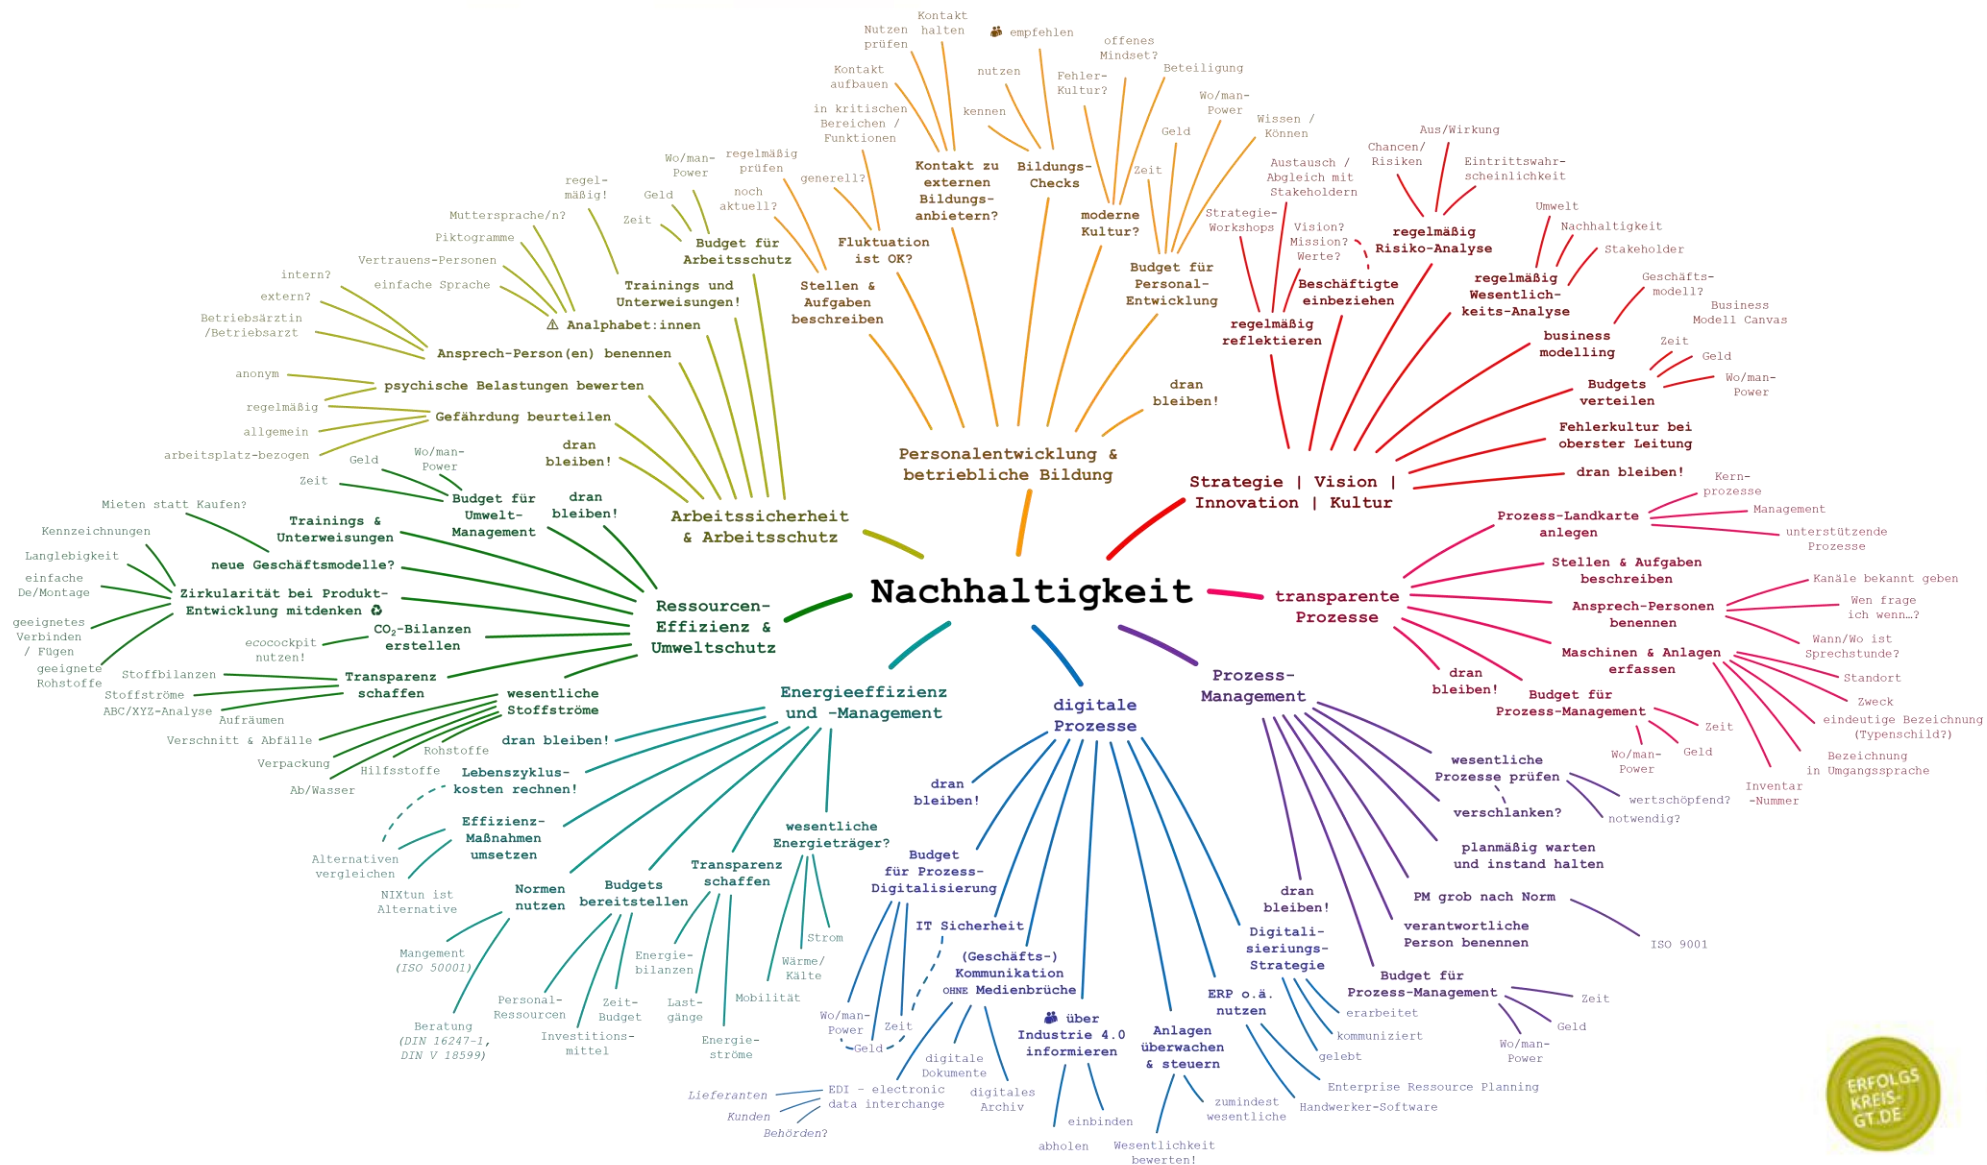 Nachhaltigkeit
Personalentwicklung &
betriebliche Bildung
Stellen &
Aufgaben
beschreiben
noch
aktuell?
regelmäßig
prüfen
Fluktuation
ist OK?
generell?
in kritischen
Bereichen /
Funktionen
Kontakt zu
externen
Bildungs-
anbietern?
Kontakt
aufbauen
Nutzen
prüfen
Kontakt
halten
Bildungs-
Checks
kennen
nutzen
empfehlen
moderne
Kultur?
Fehler-
Kultur?
offenes
Mindset?
Beteiligung
Budget für
Personal-
Entwicklung
Zeit
Geld
Wo/man-
Power
Wissen /
Können
dran
bleiben!
Strategie | Vision |
Innovation | Kultur
regelmäßig
reflektieren
Strategie-
Workshops
Austausch /
Abgleich mit
Stakeholdern
Vision?
Mission?
Werte?
Beschäftigte
einbeziehen
regelmäßig
Risiko-Analyse
Chancen/
Risiken
Aus/Wirkung
Eintrittswahr-
scheinlichkeit
regelmäßig
Wesentlich-
keits-Analyse
Umwelt
Nachhaltigkeit
Stakeholder
business
modelling
Geschäfts-
modell?
Business
Modell Canvas
Budgets
verteilen
Zeit
Geld
Wo/man-
Power
Fehlerkultur bei
oberster Leitung
dran bleiben!
transparente
Prozesse
Prozess-Landkarte
anlegen
Kern-
prozesse
Management
unterstützende
Prozesse
Stellen & Aufgaben
beschreiben
Ansprech-Personen
benennen
Kanäle bekannt geben
Wen frage
ich wenn…?
Wann/Wo ist
Sprechstunde?
Maschinen & Anlagen
erfassen
Standort
Zweck
eindeutige Bezeichnung
(Typenschild?)
Bezeichnung
in Umgangssprache
Inventar
-Nummer
Budget für
Prozess-Management
Zeit
Geld
Wo/man-
Power
dran
bleiben!
Prozess-
Management
wesentliche
Prozesse prüfen
wertschöpfend?
notwendig?
verschlanken?
planmäßig warten
und instand halten
PM grob nach Norm
ISO 9001
verantwortliche
Person benennen
Budget für
Prozess-Management
Zeit
Geld
Wo/man-
Power
dran
bleiben!
digitale
Prozesse
Digitali-
sieriungs-
Strategie
erarbeitet
kommuniziert
gelebt
ERP o.ä.
nutzen
Enterprise Ressource Planning
Handwerker-Software
Anlagen
überwachen
& steuern
zumindest
wesentliche
Wesentlichkeit
bewerten!
über
Industrie 4.0
informieren
einbinden
abholen
(Geschäfts-)
Kommunikation
OHNE Medienbrüche
digitales
Archiv
digitale
Dokumente
EDI - electronic
data interchange
Lieferanten
Kunden
Behörden?
IT Sicherheit
Budget
für Prozess-
Digitalisierung
Wo/man-
Power
Geld
Zeit
dran
bleiben!
Energieeffizienz
und -Management
wesentliche
Energieträger?
Strom
Wärme/
Kälte
Mobilität
Transparenz
schaffen
Energie-
bilanzen
Last-
gänge
Energie-
ströme
Budgets
bereitstellen
Personal-
Ressourcen
Investitions-
mittel
Zeit-
Budget
Normen
nutzen
Mangement
(ISO 50001)
Beratung
(DIN 16247-1,
DIN V 18599)
Effizienz-
Maßnahmen
umsetzen
Alternativen
vergleichen
NIXtun ist
Alternative
Lebenszyklus-
kosten rechnen!
dran bleiben!
Ressourcen-
Effizienz &
Umweltschutz
wesentliche
Stoffströme
Aufräumen
Verschnitt & Abfälle
Verpackung
Ab/Wasser
Hilfsstoffe
Rohstoffe
Transparenz
schaffen
Stoffbilanzen
Stoffströme
ABC/XYZ-Analyse
CO₂-Bilanzen
erstellen
ecocockpit
nutzen!
Zirkularität bei Produkt-
Entwicklung mitdenken ♻
Kennzeichnungen
Langlebigkeit
einfache
De/Montage
geeignetes
Verbinden
/ Fügen
geeignete
Rohstoffe
neue Geschäftsmodelle?
Mieten statt Kaufen?
Trainings &
Unterweisungen
Budget für
Umwelt-
Management
Zeit
Geld
Wo/man-
Power
dran
bleiben!
Arbeitssicherheit
& Arbeitsschutz
dran
bleiben!
Gefährdung beurteilen
regelmäßig
allgemein
arbeitsplatz-bezogen
psychische Belastungen bewerten
anonym
Ansprech-Person(en) benennen
intern?
extern?
Betriebsärztin
/Betriebsarzt
⚠ Analphabet:innen
Muttersprache/n?
Piktogramme
Vertrauens-Personen
einfache Sprache
Trainings und
Unterweisungen!
regel-
mäßig!
Budget für
Arbeitsschutz
Zeit
Geld
Wo/man-
Power
ERFOLGS
KREIS-
GT.DE